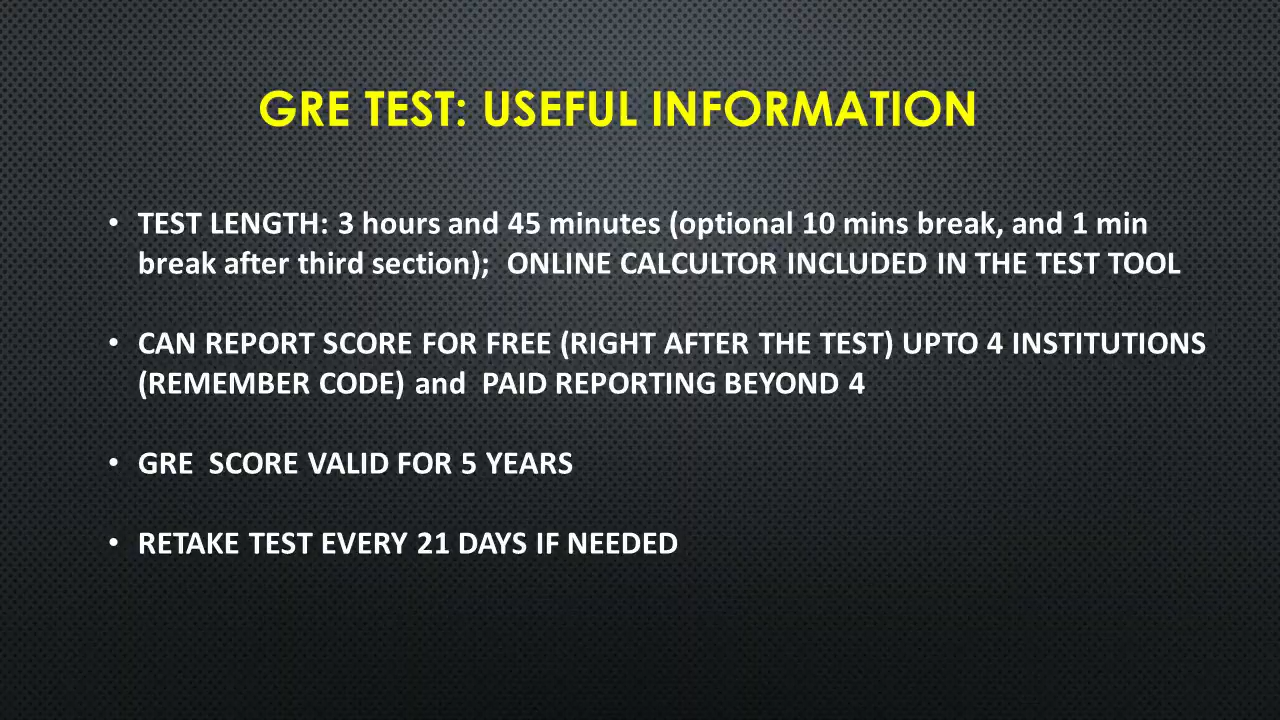 GRE TEST: USEFUL INFORMATION
• TEST LENGTH: 3 hours and 45 minutes (optional 10 mins break, and 1 min
break after third section);  ONLINE CALCULTOR INCLUDED IN THE TEST TOOL
• CAN REPORT SCORE FOR FREE (RIGHT AFTER THE TEST) UPTO 4 INSTITUTIONS
(REMEMBER CODE) and  PAID REPORTING BEYOND 4
• GRE  SCORE VALID FOR 5 YEARS
• RETAKE TEST EVERY 21 DAYS IF NEEDED